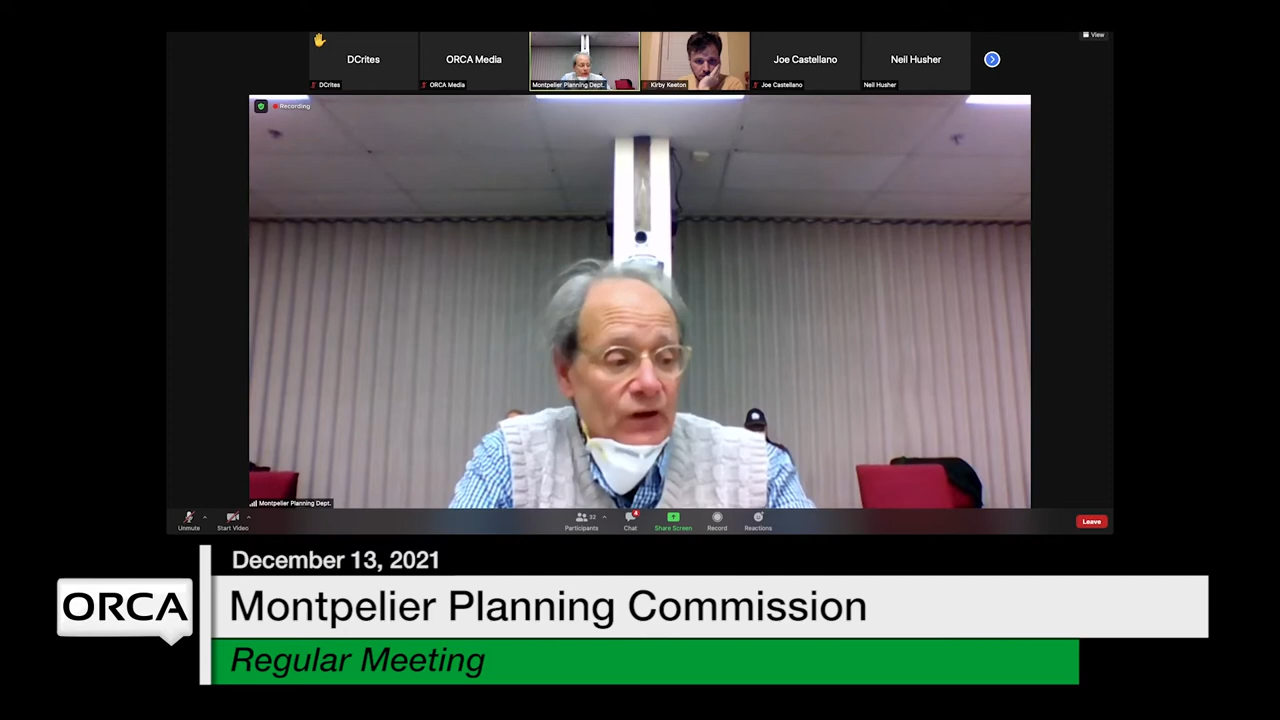 View
DCrites
ORCA Media
Joe Castellano
Neil Husher
DCrites
ORCA Media
Montpelier Planning Dept.
Kirby Keeton
Joe Castellano
Neil Husher
Recording
Montpelier Planning Dept.
Unmute
Start Video
Participants
32
Chat
4
Share Screen
Record
Reactions
Leave
December 13, 2021
ORCA
Montpelier Planning Commission
Regular Meeting